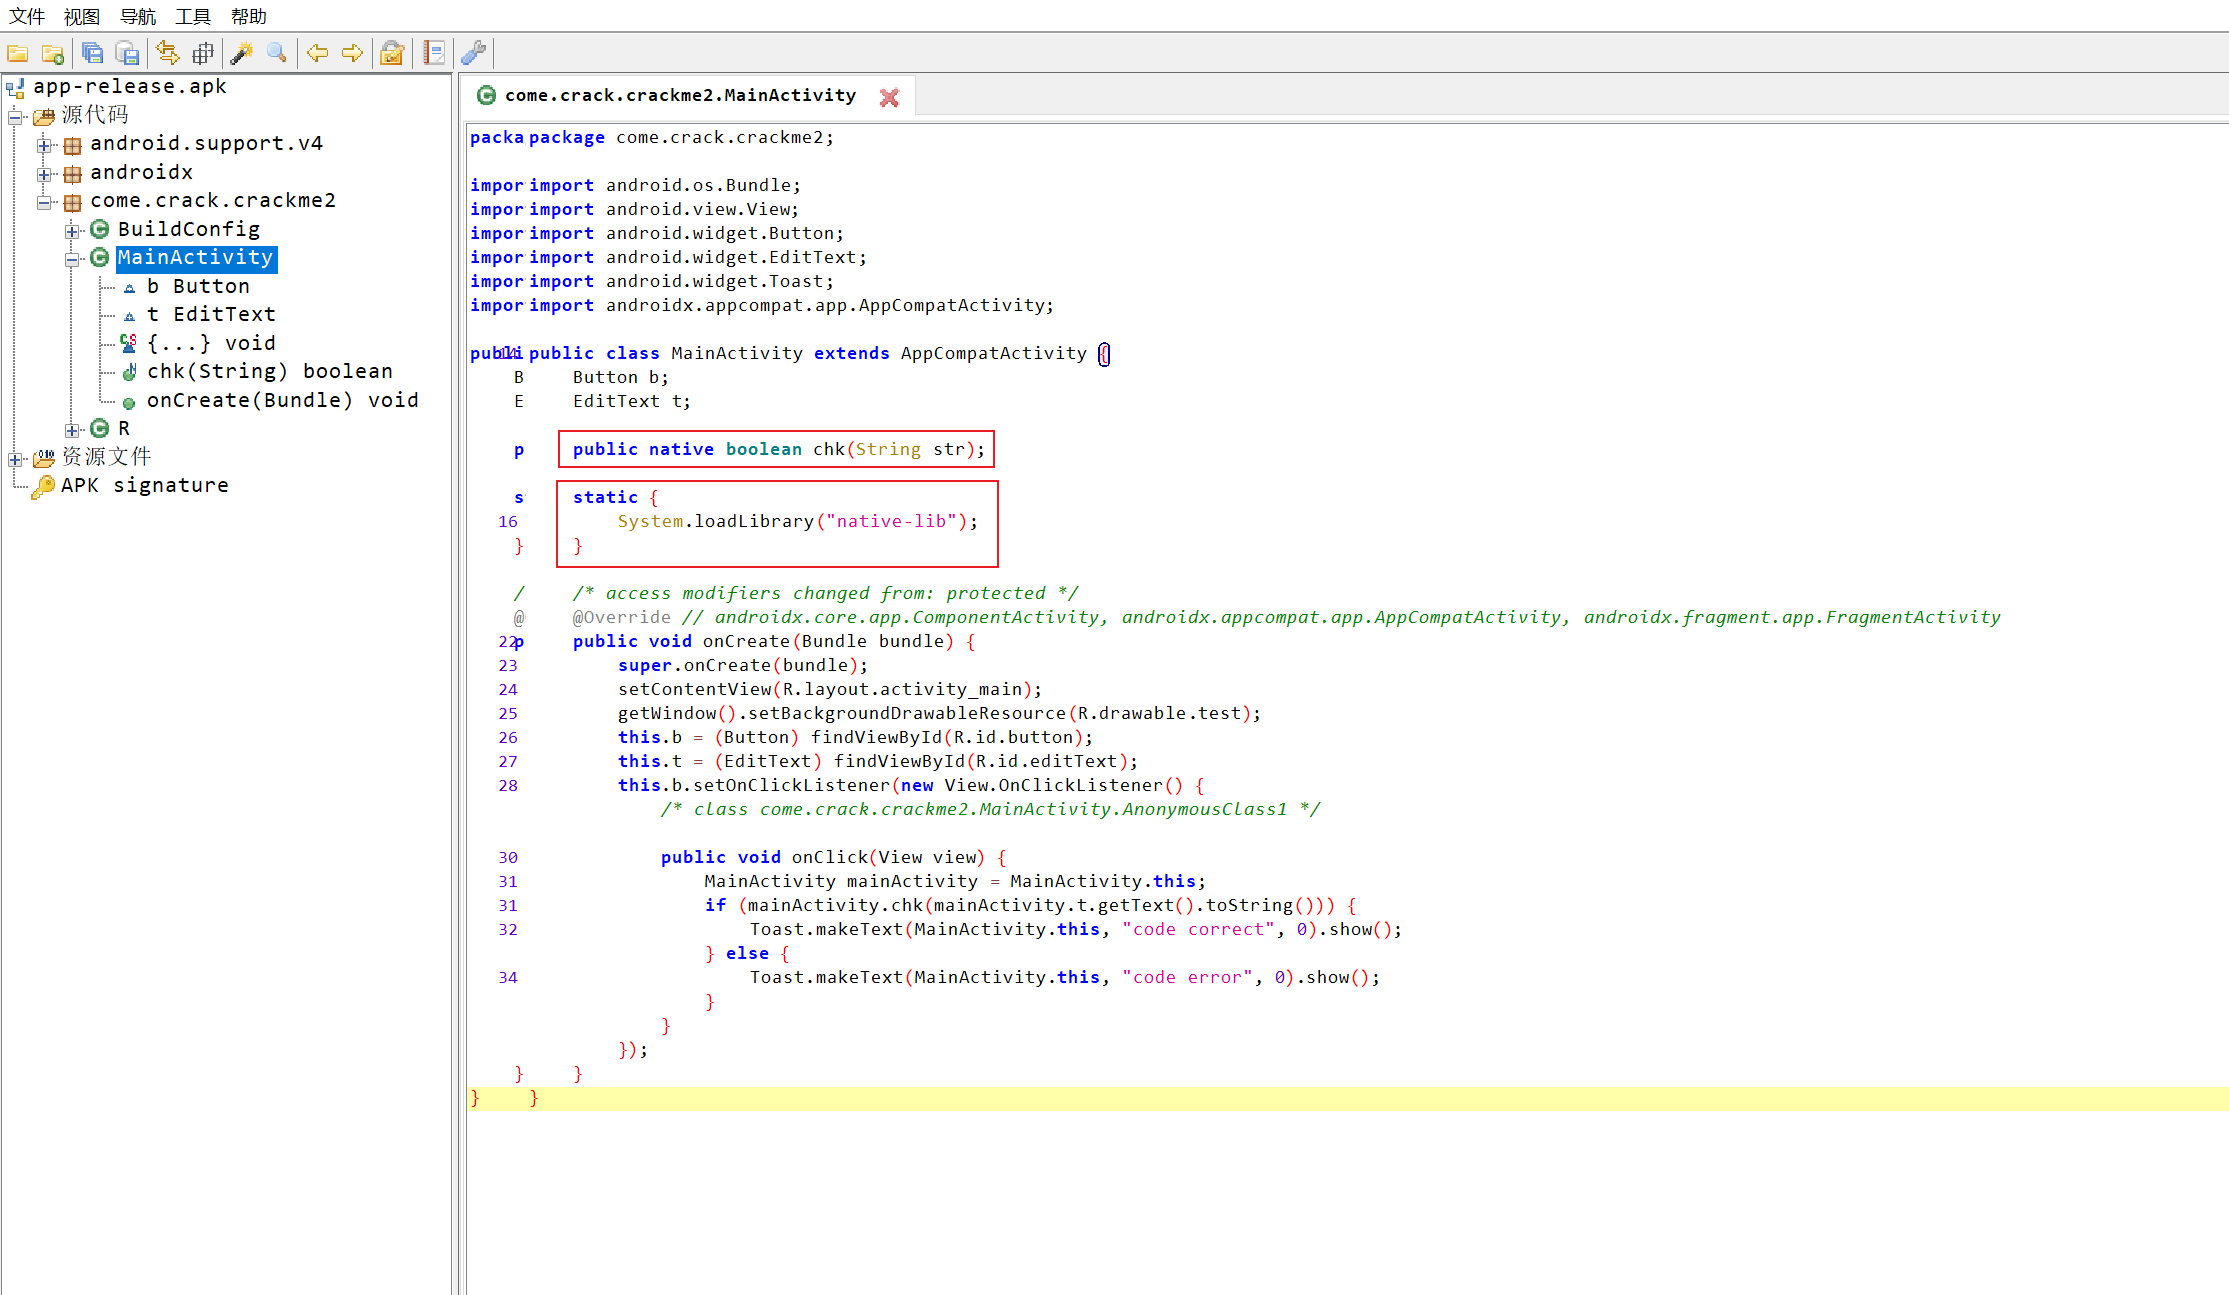 文件 视图 导航 工具 帮助
app-release.apk
源代码
android.support.v4
androidx
come.crack.crackme2
BuildConfig
MainActivity
b Button
t EditText
{...} void
chk(String) boolean
onCreate(Bundle) void
R
资源文件
APK signature
come.crack.crackme2.MainActivity
packa package come.crack.crackme2;
impor import android.os.Bundle;
impor import android.view.View;
impor import android.widget.Button;
impor import android.widget.EditText;
impor import android.widget.Toast;
impor import androidx.appcompat.app.AppCompatActivity;
publi 14 public class MainActivity extends AppCompatActivity {
B Button b;
E EditText t;
p public native boolean chk(String str);
s static {
16 System.loadLibrary("native-lib");
} }
/ /* access modifiers changed from: protected */
@ @Override // androidx.core.app.ComponentActivity, androidx.appcompat.app.AppCompatActivity, androidx.fragment.app.FragmentActivity
22 p public void onCreate(Bundle bundle) {
23 super.onCreate(bundle);
24 setContentView(R.layout.activity_main);
25 getWindow().setBackgroundDrawableResource(R.drawable.test);
26 this.b = (Button) findViewById(R.id.button);
27 this.t = (EditText) findViewById(R.id.editText);
28 this.b.setOnClickListener(new View.OnClickListener() {
/* class come.crack.crackme2.MainActivity.AnonymousClass1 */
30 public void onClick(View view) {
31 MainActivity mainActivity = MainActivity.this;
31 if (mainActivity.chk(mainActivity.t.getText().toString())) {
32 Toast.makeText(MainActivity.this, "code correct", 0).show();
} else {
34 Toast.makeText(MainActivity.this, "code error", 0).show();
}
}
});
} }
} }